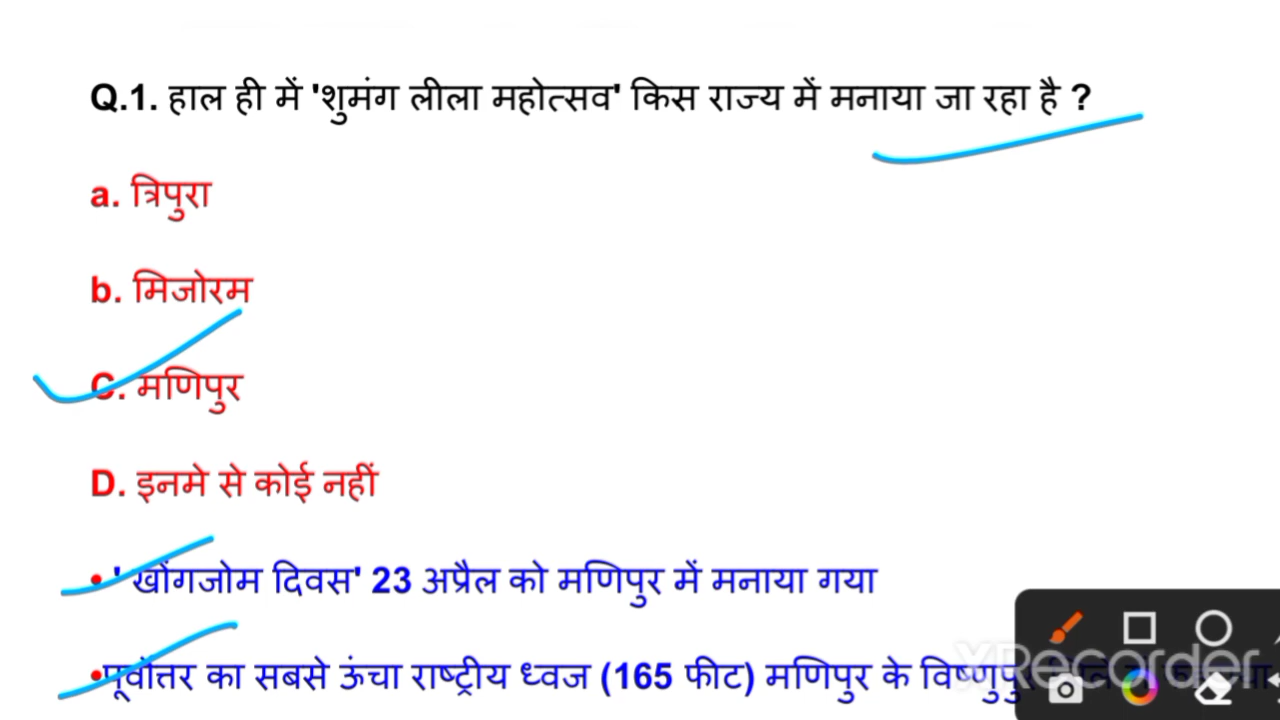 Q.1. हाल ही में 'शुमंग लीला महोत्सव' किस राज्य में मनाया जा रहा है ?
a. त्रिपुरा
b. मिजोरम
C. मणिपुर
D. इनमे से कोई नहीं
• ' खोंगजोम दिवस' 23 अप्रैल को मणिपुर में मनाया गया
•पूर्वोत्तर का सबसे ऊंचा राष्ट्रीय ध्वज (165 फीट) मणिपुर के विष्णुपुर
XRecorder